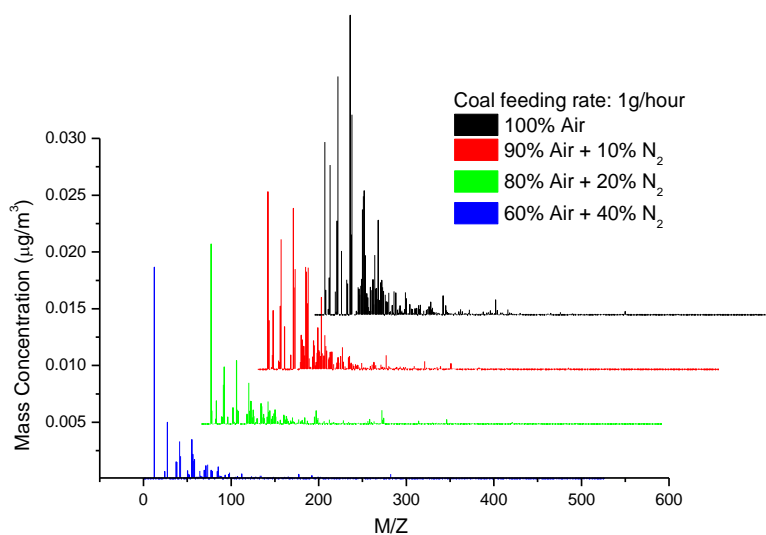 Coal feeding rate: 1g/hour
100% Air
90% Air + 10% N₂
80% Air + 20% N₂
60% Air + 40% N₂
0.030
0.025
0.020
0.015
0.010
0.005
Mass Concentration (μg/m³)
0 100 200 300 400 500 600
M/Z